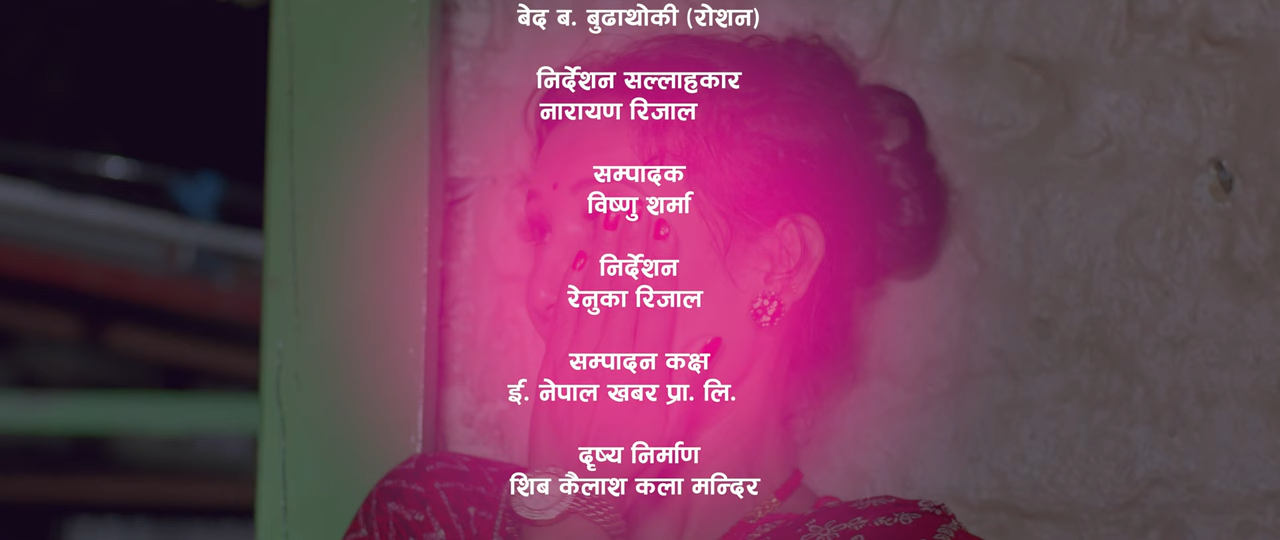 बेद ब. बुढाथोकी (रोशन)
निर्देशन सल्लाहकार
नारायण रिजाल
सम्पादक
विष्णु शर्मा
निर्देशन
रेनुका रिजाल
सम्पादन कक्ष
ई. नेपाल खबर प्रा. लि.
दृष्य निर्माण
शिब कैलाश कला मन्दिर